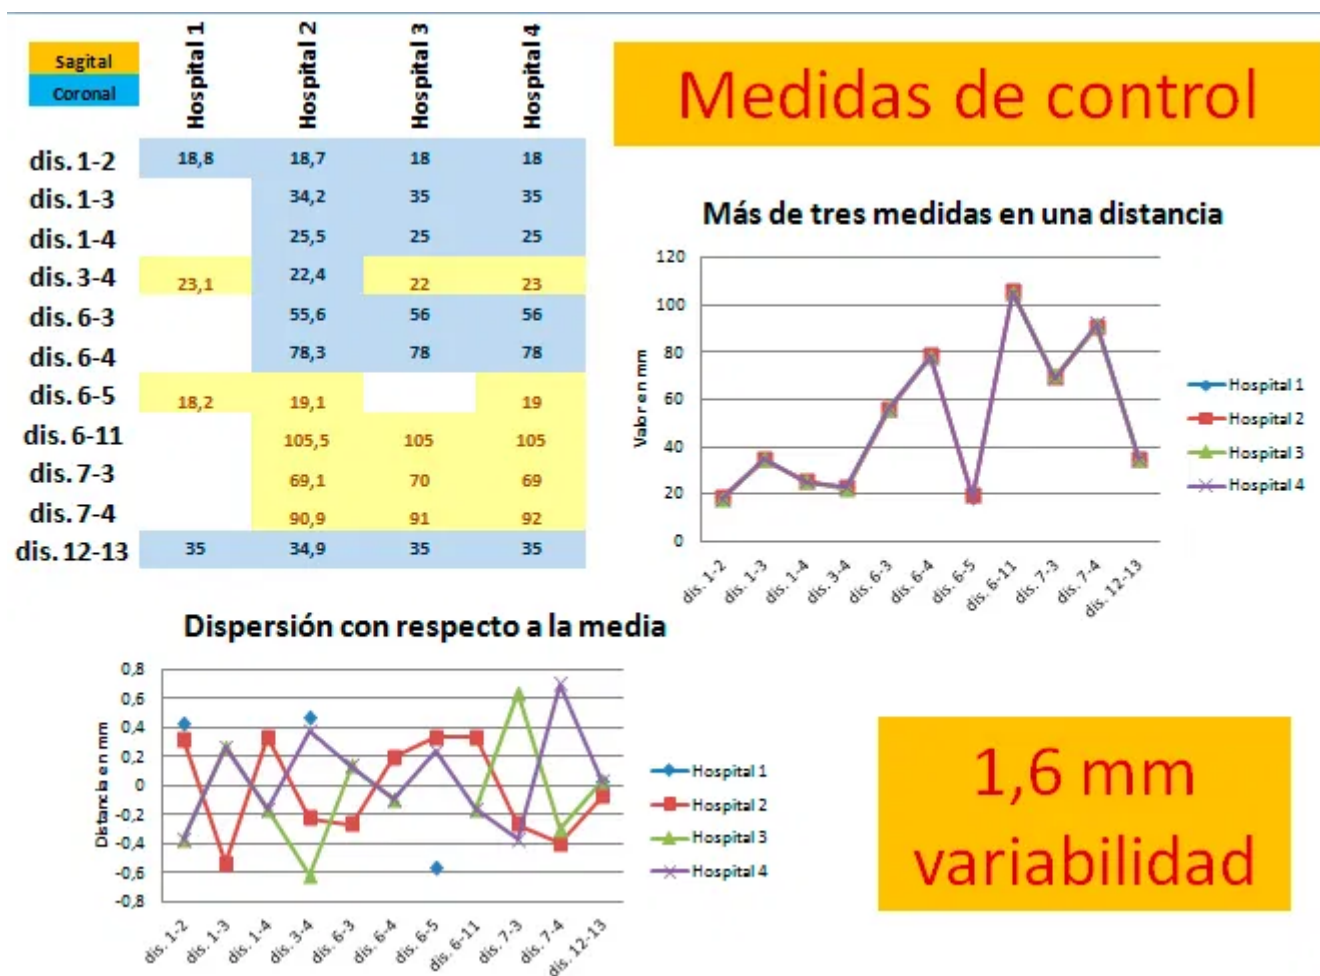 Sagital
Coronal
Hospital 1
Hospital 2
Hospital 3
Hospital 4
dis. 1-2 18,8 18,7 18 18
dis. 1-3 34,2 35 35
dis. 1-4 25,5 25 25
dis. 3-4 23,1 22,4 22 23
dis. 6-3 55,6 56 56
dis. 6-4 78,3 78 78
dis. 6-5 18,2 19,1 19
dis. 6-11 105,5 105 105
dis. 7-3 69,1 70 69
dis. 7-4 90,9 91 92
dis. 12-13 35 34,9 35 35
Medidas de control
Más de tres medidas en una distancia
Valor en mm
120
100
80
60
40
20
0
dis. 1-2
dis. 1-3
dis. 1-4
dis. 3-4
dis. 6-3
dis. 6-4
dis. 6-5
dis. 6-11
dis. 7-3
dis. 7-4
dis. 12-13
Hospital 1
Hospital 2
Hospital 3
Hospital 4
Dispersión con respecto a la media
Distancia en mm
0,8
0,6
0,4
0,2
0
-0,2
-0,4
-0,6
-0,8
dis. 1-2
dis. 1-3
dis. 1-4
dis. 3-4
dis. 6-3
dis. 6-4
dis. 6-5
dis. 6-11
dis. 7-3
dis. 7-4
dis. 12-13
Hospital 1
Hospital 2
Hospital 3
Hospital 4
1,6 mm
variabilidad